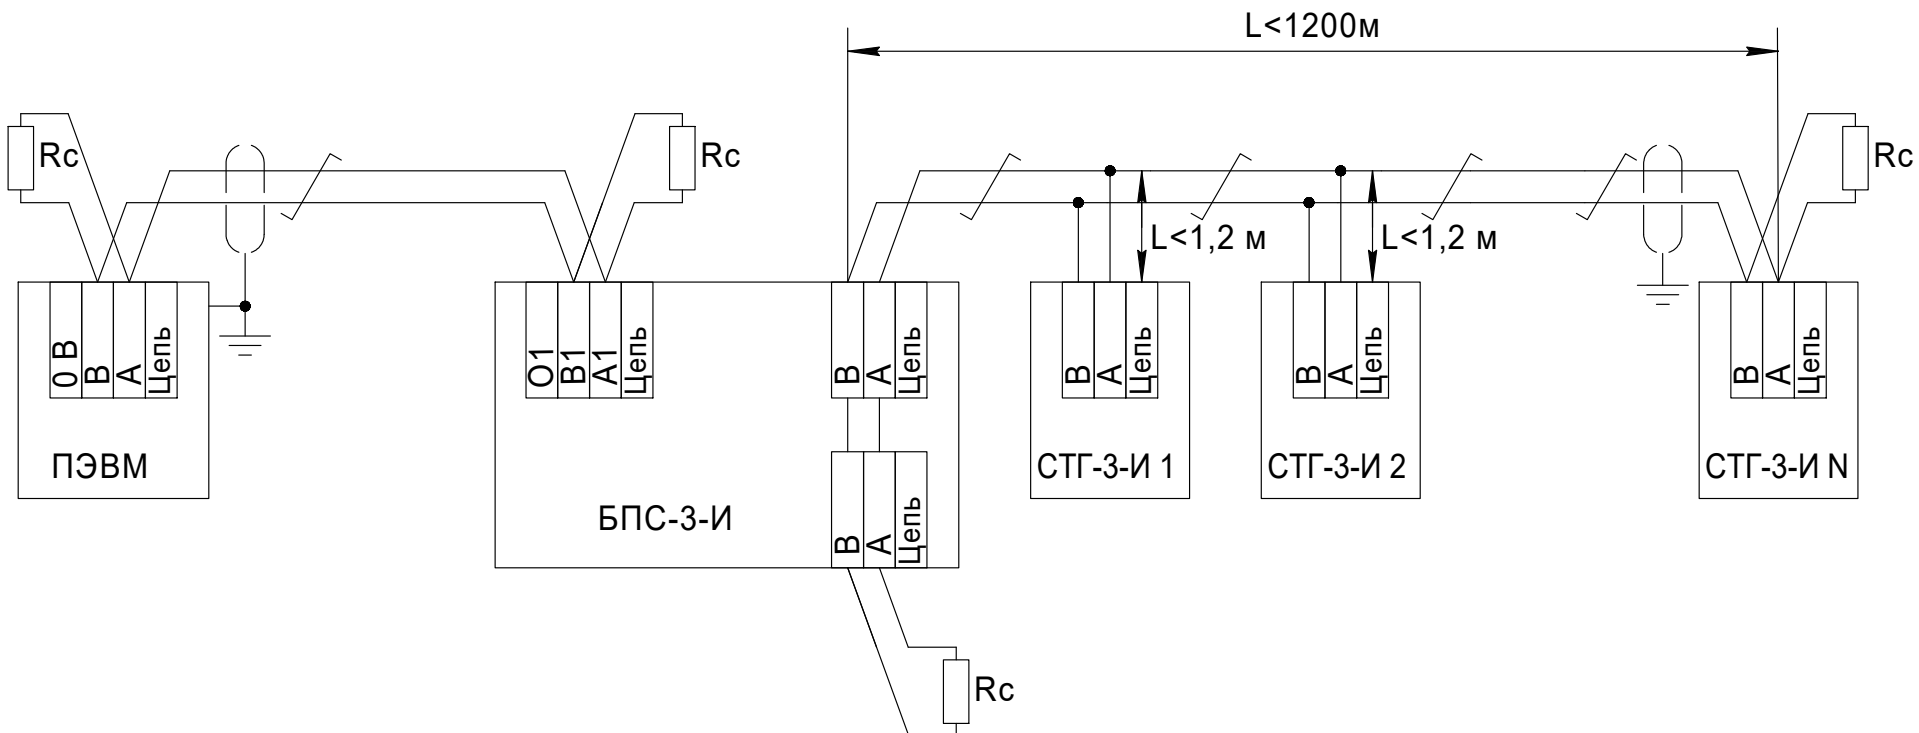 L<1200м
Rc
Rc
Rc
L<1,2 м
L<1,2 м
0 В
В
А
Цепь
О1
В1
А1
Цепь
В
А
Цепь
В
А
Цепь
В
А
Цепь
В
А
Цепь
ПЭВМ
СТГ-3-И 1
СТГ-3-И 2
СТГ-3-И N
БПС-3-И
В
А
Цепь
Rc